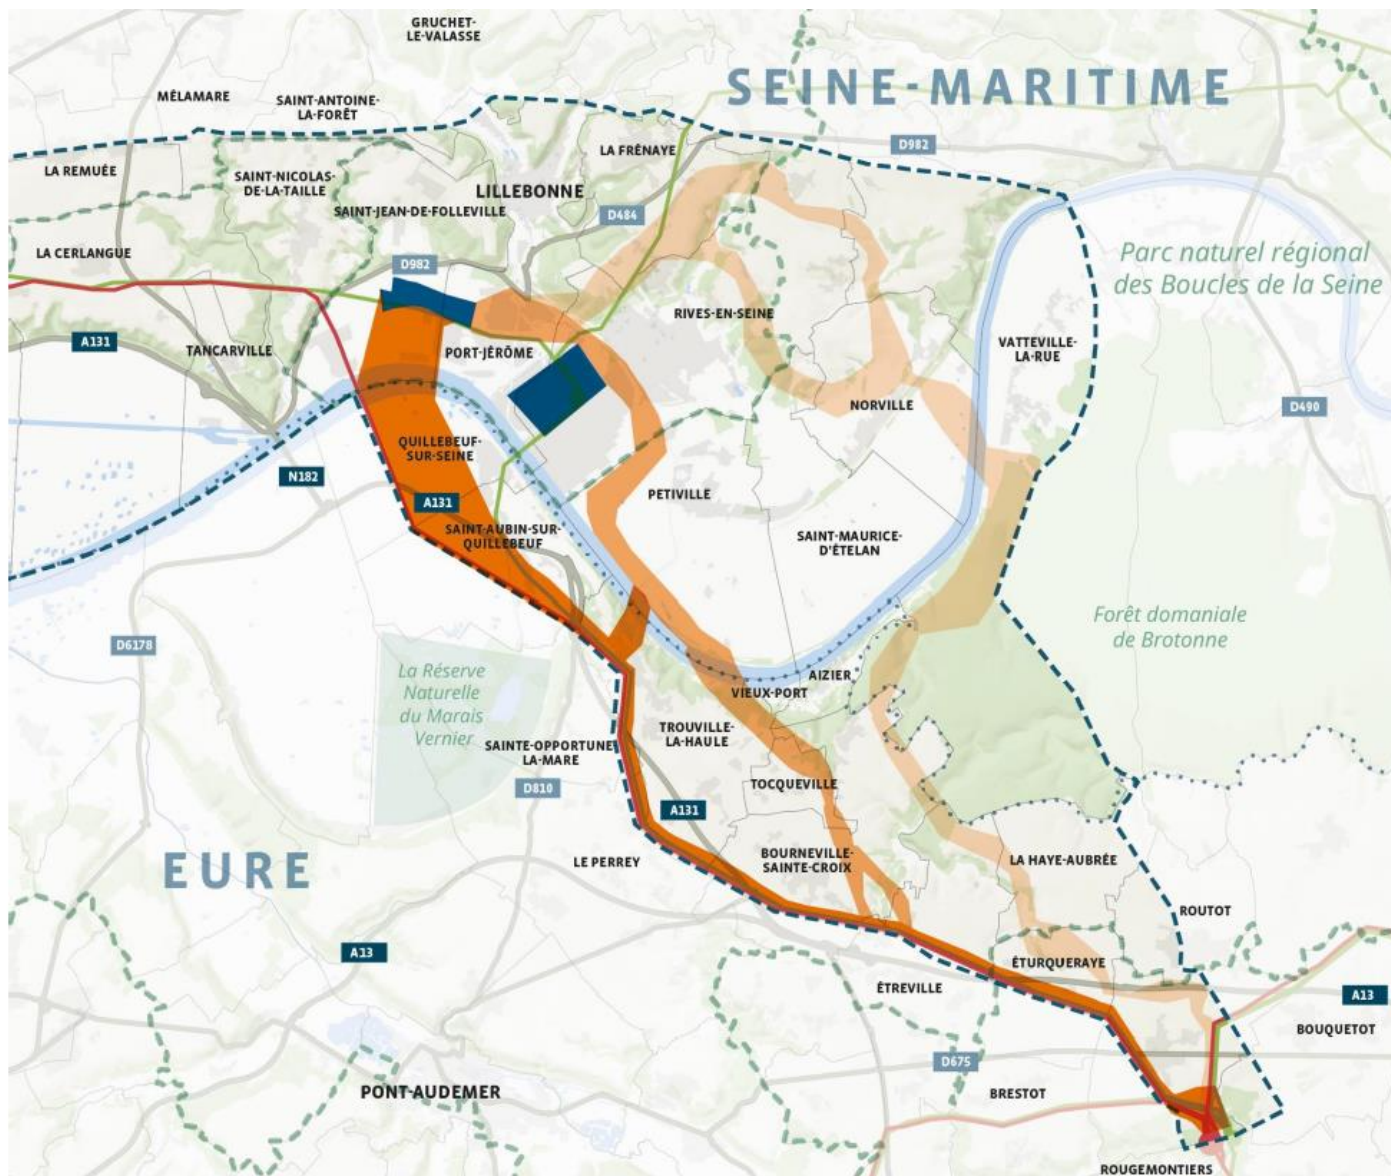 GRUCHET-
LE-VALASSE
SEINE-MARITIME
MÉLAMARE
SAINT-ANTOINE-
LA-FORÊT
D982
LA FRÉNAYE
LA REMUÉE
SAINT-NICOLAS-
DE-LA-TAILLE
LILLEBONNE
SAINT-JEAN-DE-FOLLEVILLE
D484
LA CERLANGUE
D982
Parc naturel régional
des Boucles de la Seine
RIVES-EN-SEINE
A131
TANCARVILLE
PORT-JÉRÔME
VATTEVILLE-
LA-RUE
NORVILLE
D490
QUILLEBEUF-
SUR-SEINE
N182
A131
PETIVILLE
SAINT-AUBIN-SUR-
QUILLEBEUF
SAINT-MAURICE-
D'ÉTELAN
Forêt domaniale
de Brotonne
D6178
La Réserve
Naturelle
du Marais
Vernier
AIZIER
VIEUX-PORT
TROUVILLE-
LA-HAULE
SAINTE-OPPORTUNE-
LA-MARE
TOCQUEVILLE
D810
A131
EURE
LE PERREY
BOURNEVILLE-
SAINTE-CROIX
LA HAYE-AUBRÉE
ROUTOT
A13
ÉTURQUERAYE
ÉTREVILLE
A13
BOUQUETOT
D675
PONT-AUDEMER
BRESTOT
ROUGEMONTIERS